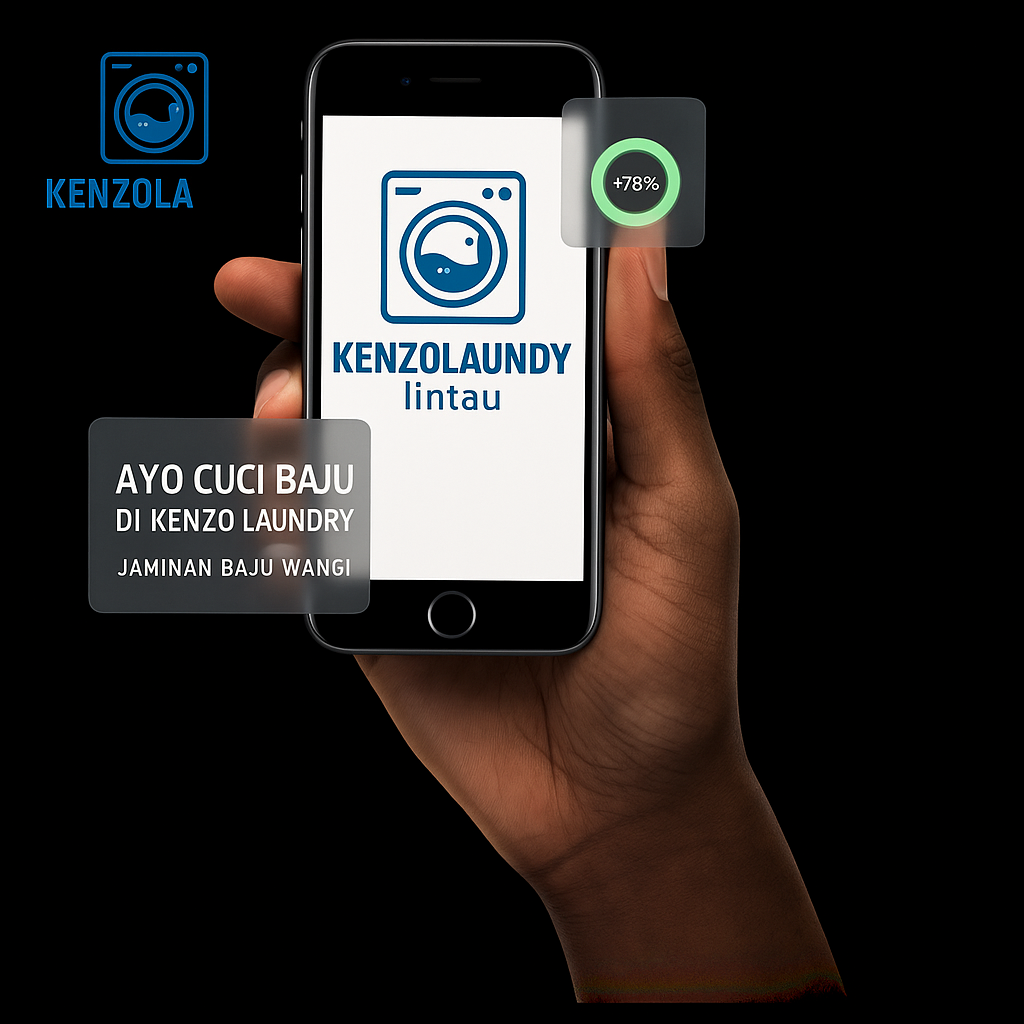 KENZOLA
+78%
KENZOLAUNDY
lintau
AYO CUCI BAJU
DI KENZO LAUNDRY
JAMINAN BAJU WANGI